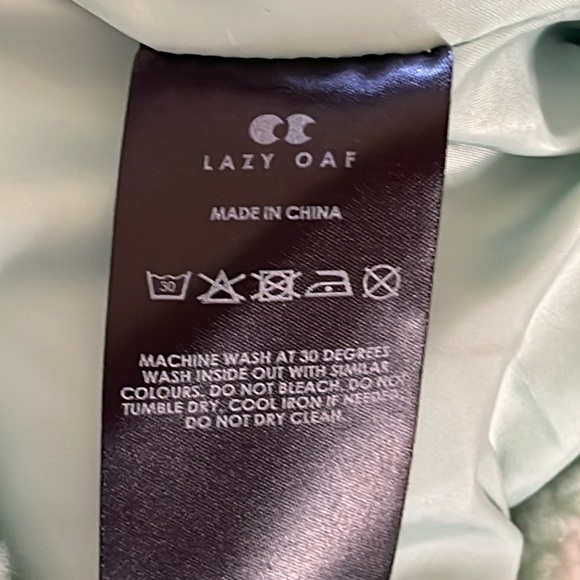 LAZY OAF
MADE IN CHINA
30
MACHINE WASH AT 30 DEGREES
WASH INSIDE OUT WITH SIMILAR
COLOURS. DO NOT BLEACH. DO NOT
TUMBLE DRY. COOL IRON IF NEEDED.
DO NOT DRY CLEAN.